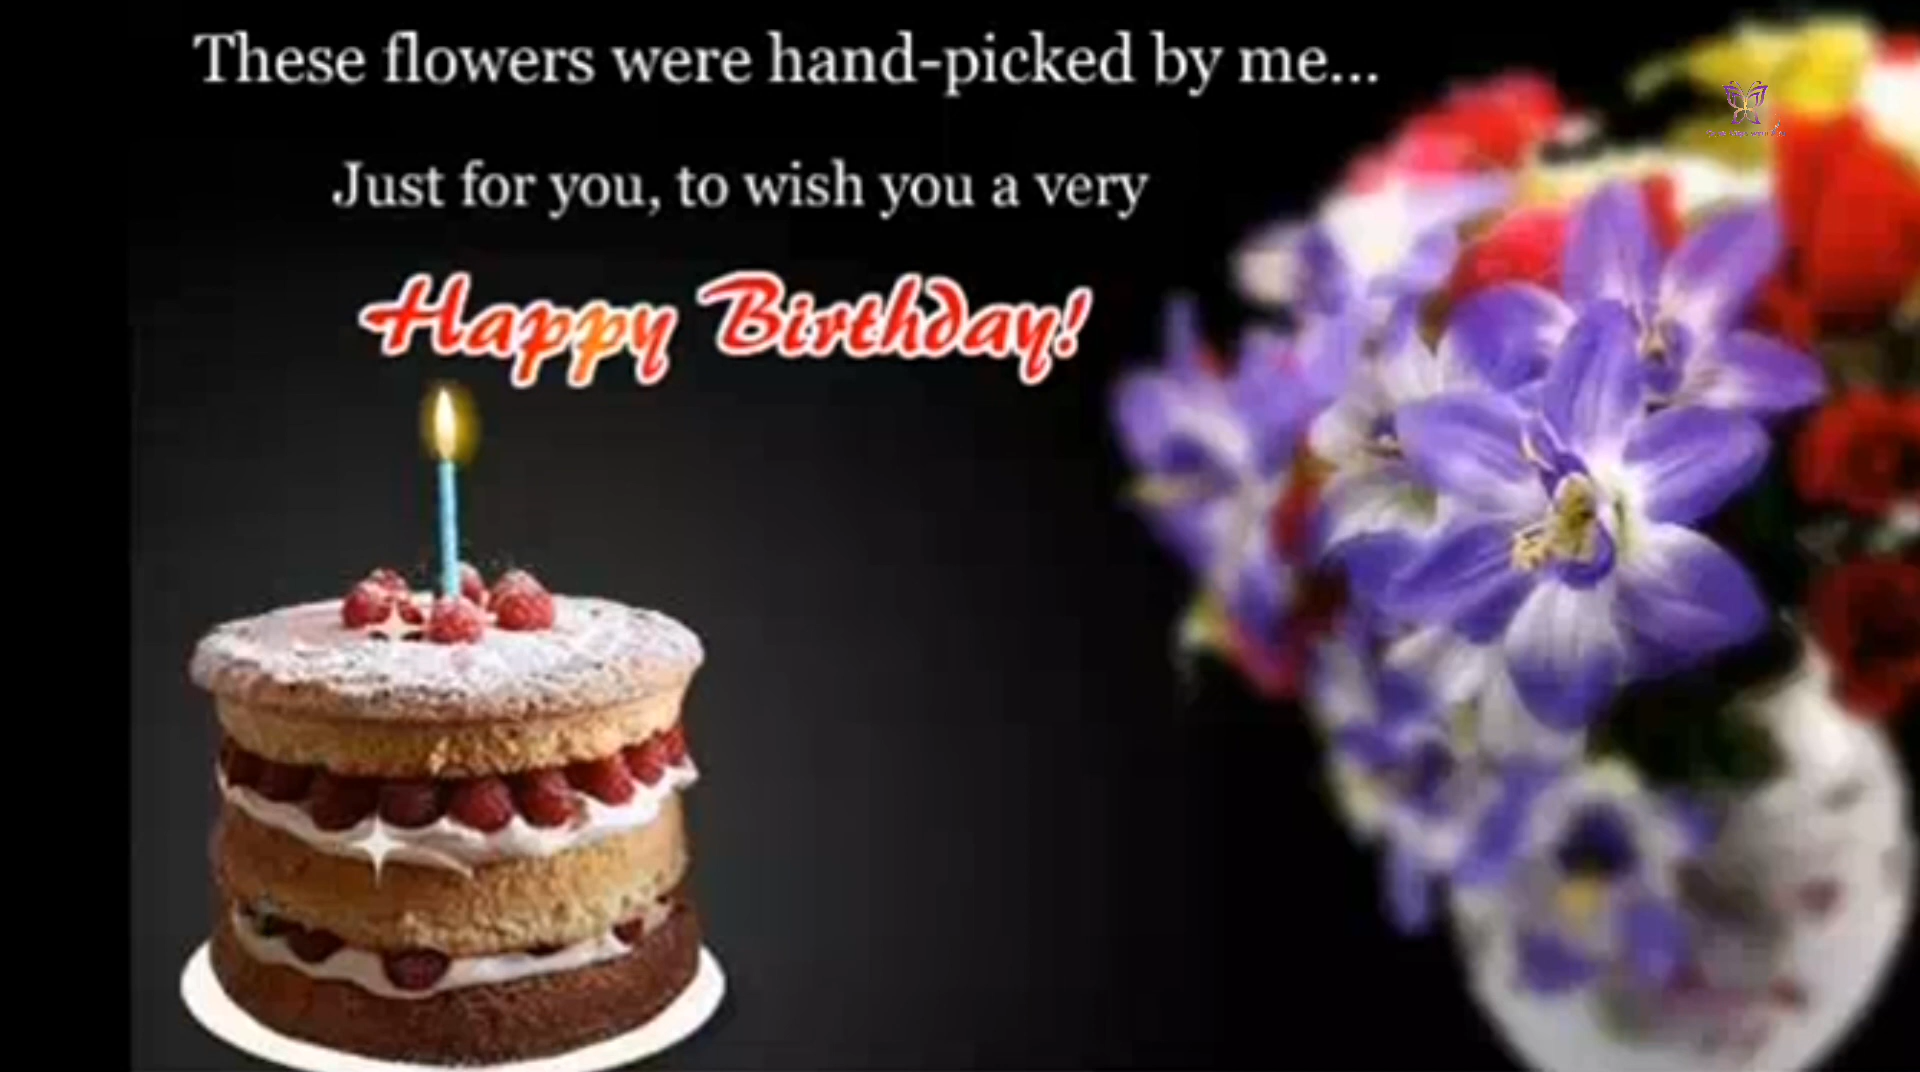 These flowers were hand-picked by me...
Just for you, to wish you a very
Happy Birthday!